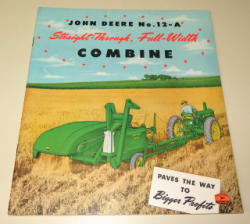 "JOHN DEERE No. 12-A"
Straight-Through, Full-Width
COMBINE
PAVES THE WAY
TO
Bigger Profits